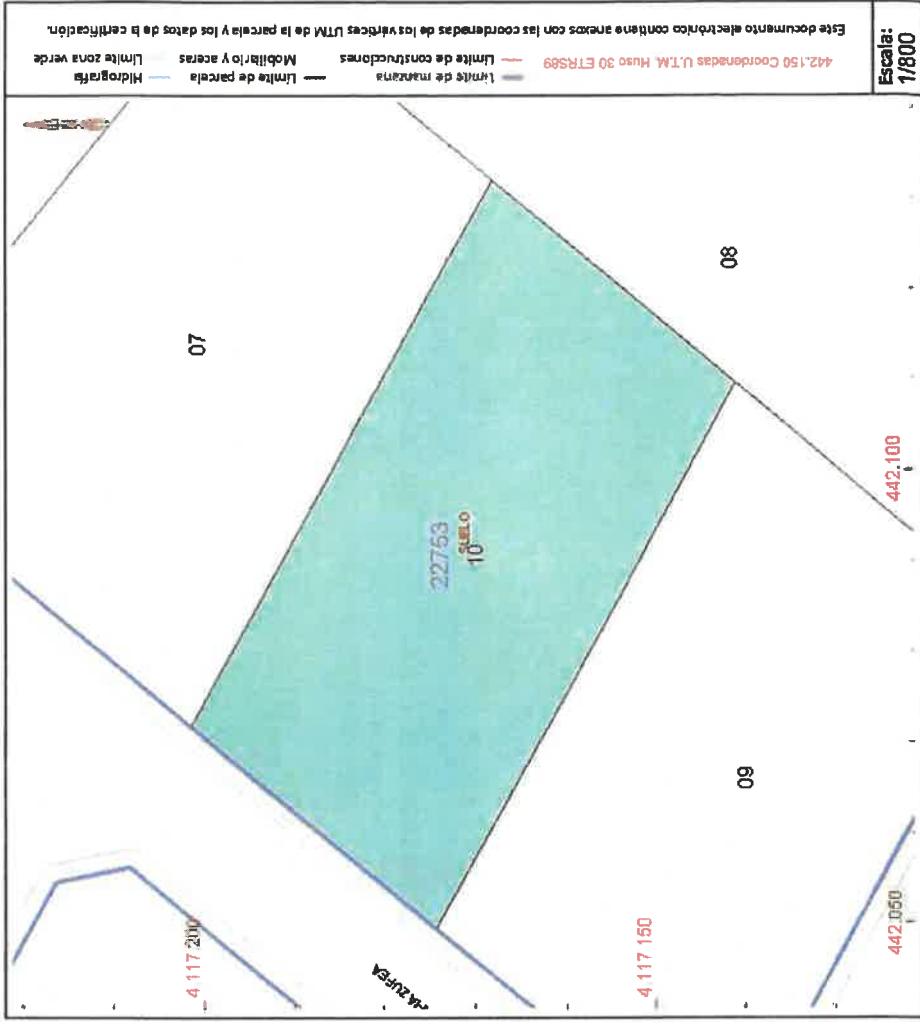 Este documento electrónico contiene anexos con las coordenadas de los vértices UTM de la parcela y los datos de la certificación.
442.150 Coordenadas U.T.M. Huso 30 ETRS89
Límite de manzana
Límite de construcciones
Límite de parcela
Mobiliario y aceras
Hidrografía
Límite zona verde
Escala:
1/800
07
08
22753
SUELO
10
09
4.117.200
4.117.150
442.100
442.050